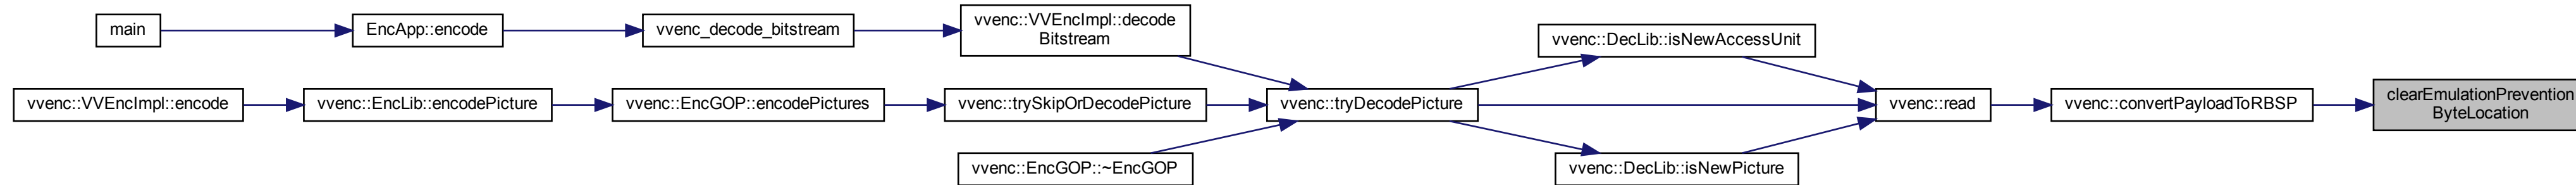 main
EncApp::encode
vvenc_decode_bitstream
vvenc::VVEncImpl::decode
Bitstream
vvenc::DecLib::isNewAccessUnit
vvenc::VVEncImpl::encode
vvenc::EncLib::encodePicture
vvenc::EncGOP::encodePictures
vvenc::trySkipOrDecodePicture
vvenc::tryDecodePicture
vvenc::read
vvenc::convertPayloadToRBSP
clearEmulationPrevention
ByteLocation
vvenc::EncGOP::~EncGOP
vvenc::DecLib::isNewPicture